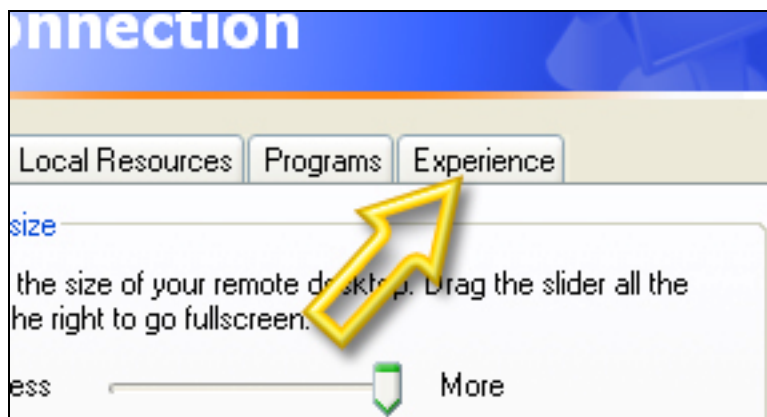 onnection
Local Resources Programs Experience
size
the size of your remote desktop. Drag the slider all the
he right to go fullscreen.
ess More